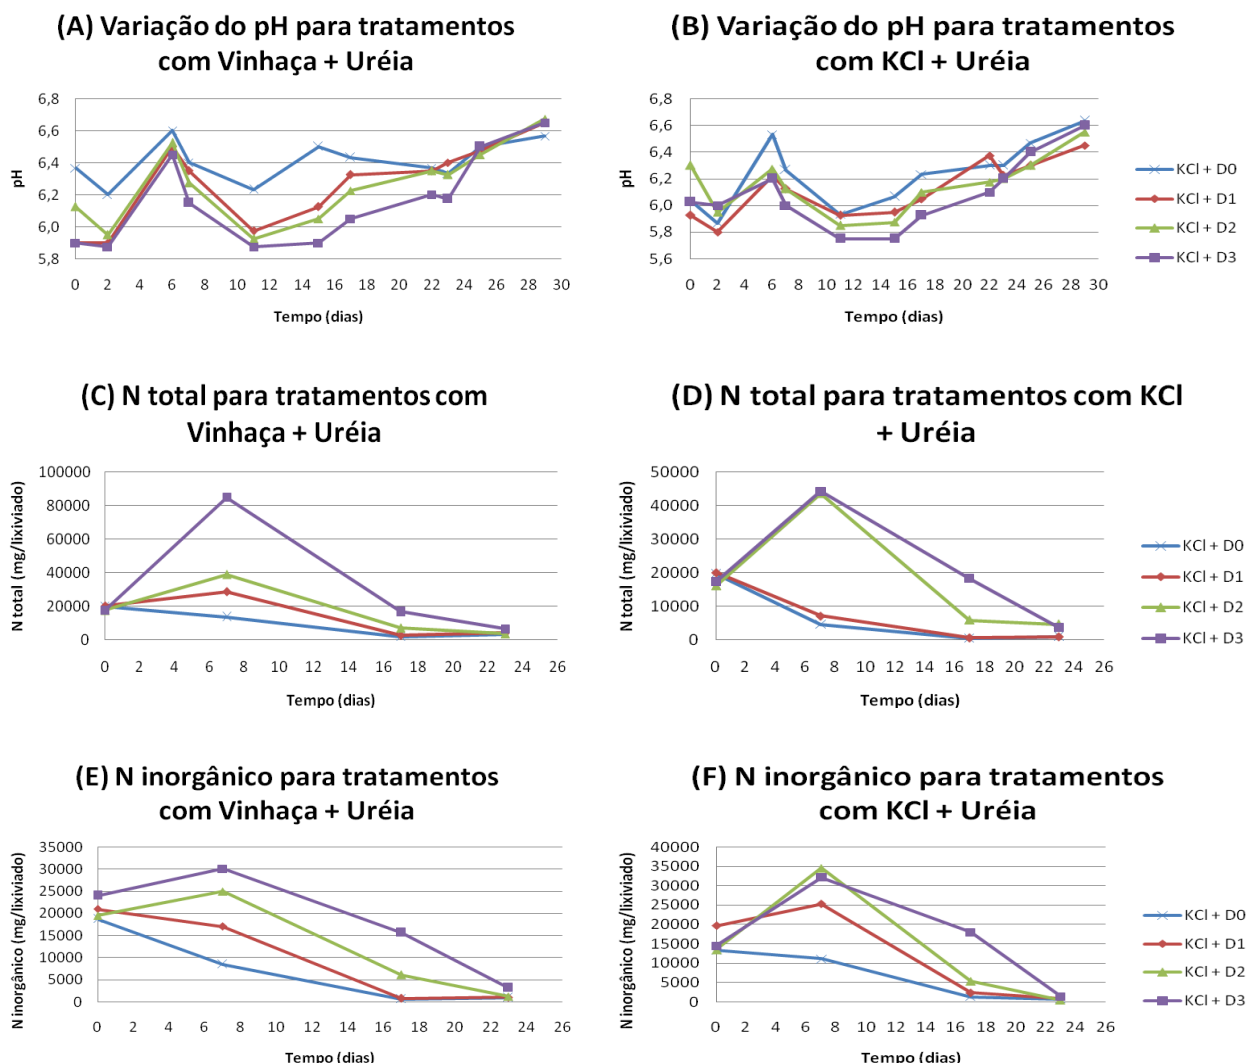 (A) Variação do pH para tratamentos
com Vinhaça + Uréia
6,8
6,6
6,4
6,2
6,0
5,8
pH
0 2 4 6 8 10 12 14 16 18 20 22 24 26 28 30
Tempo (dias)
(B) Variação do pH para tratamentos
com KCl + Uréia
6,8
6,6
6,4
6,2
6,0
5,8
5,6
pH
0 2 4 6 8 10 12 14 16 18 20 22 24 26 28 30
Tempo (dias)
KCl + D0
KCl + D1
KCl + D2
KCl + D3
(C) N total para tratamentos com
Vinhaça + Uréia
100000
80000
60000
40000
20000
0
N total (mg/lixiviado)
0 2 4 6 8 10 12 14 16 18 20 22 24 26
Tempo (dias)
(D) N total para tratamentos com KCl
+ Uréia
50000
40000
30000
20000
10000
0
N total (mg/lixiviado)
0 2 4 6 8 10 12 14 16 18 20 22 24 26
Tempo (dias)
KCl + D0
KCl + D1
KCl + D2
KCl + D3
(E) N inorgânico para tratamentos
com Vinhaça + Uréia
35000
30000
25000
20000
15000
10000
5000
0
N inorgânico (mg/lixiviado)
0 2 4 6 8 10 12 14 16 18 20 22 24 26
Tempo (dias)
(F) N inorgânico para tratamentos
com KCl + Uréia
40000
35000
30000
25000
20000
15000
10000
5000
0
N inorgânico (mg/lixiviado)
0 2 4 6 8 10 12 14 16 18 20 22 24 26
Tempo (dias)
KCl + D0
KCl + D1
KCl + D2
KCl + D3